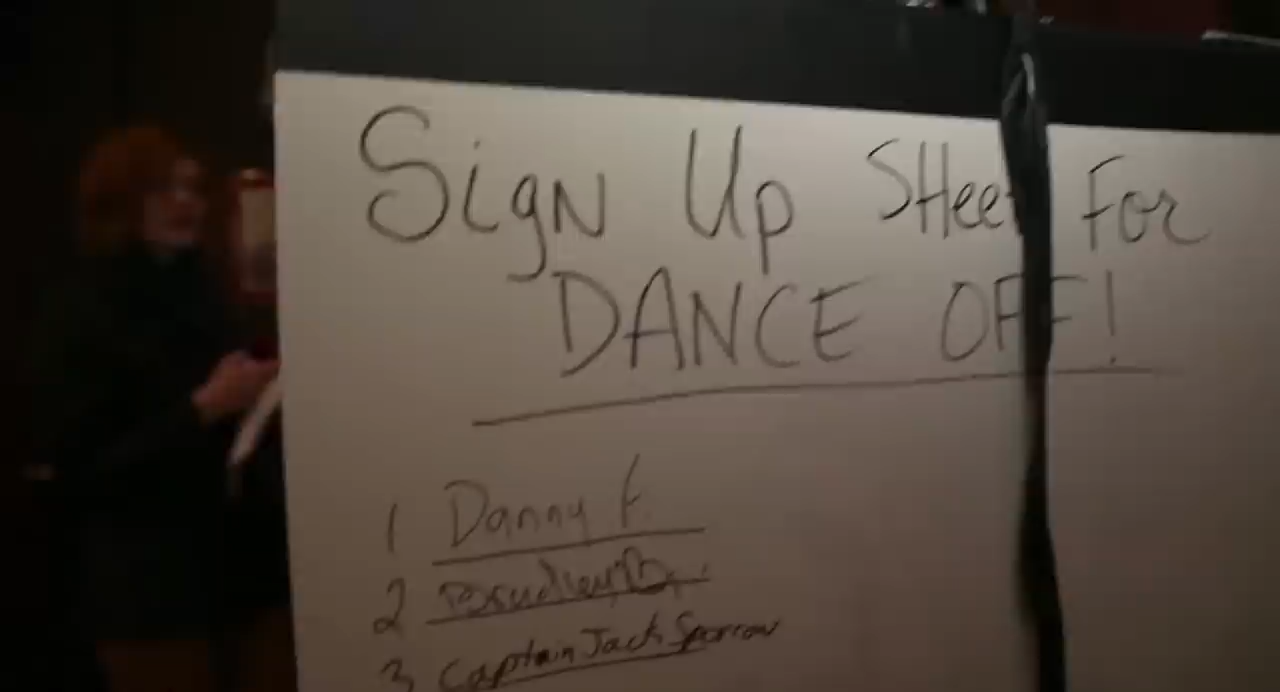 SigN Up SHeet For
DANCE OFF!
1 Danny F.
2
3 Captain Jack Sparrow